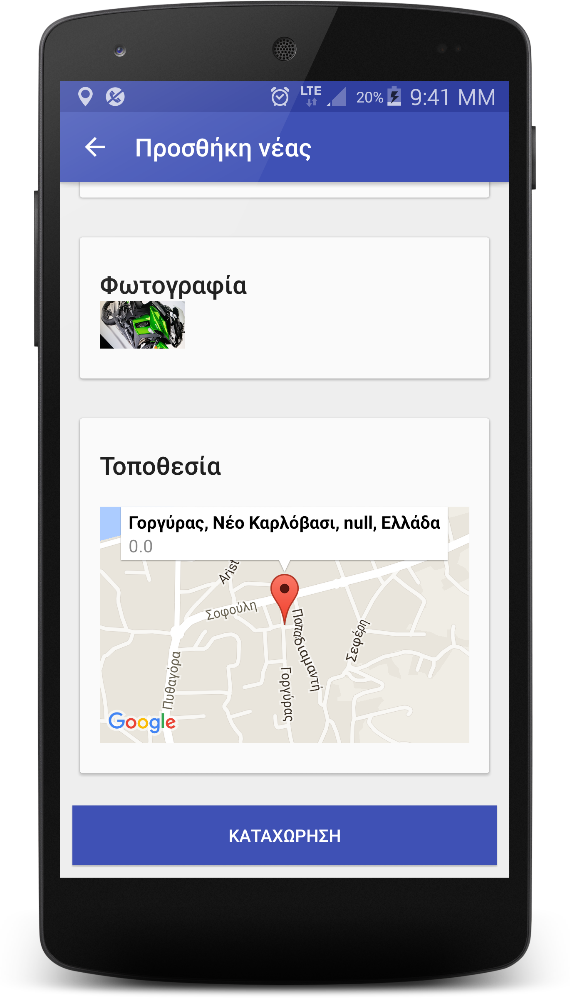 LTE 20% 9:41 MM
Προσθήκη νέας
Φωτογραφία
Τοποθεσία
Γοργύρας, Νέο Καρλόβασι, null, Ελλάδα
0.0
Arist
Σοφούλη
Παπαδιαμαντή
Σεφέρη
Πυθαγόρα
Γοργύρας
Google
ΚΑΤΑΧΩΡΗΣΗ